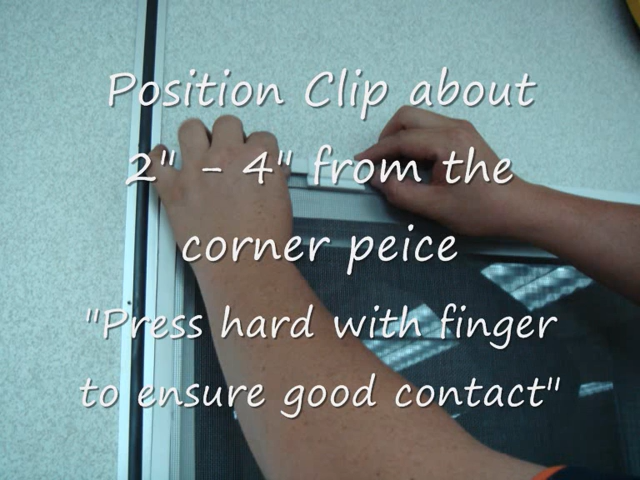 Position Clip about
2" - 4" from the
corner peice
"Press hard with finger
to ensure good contact"